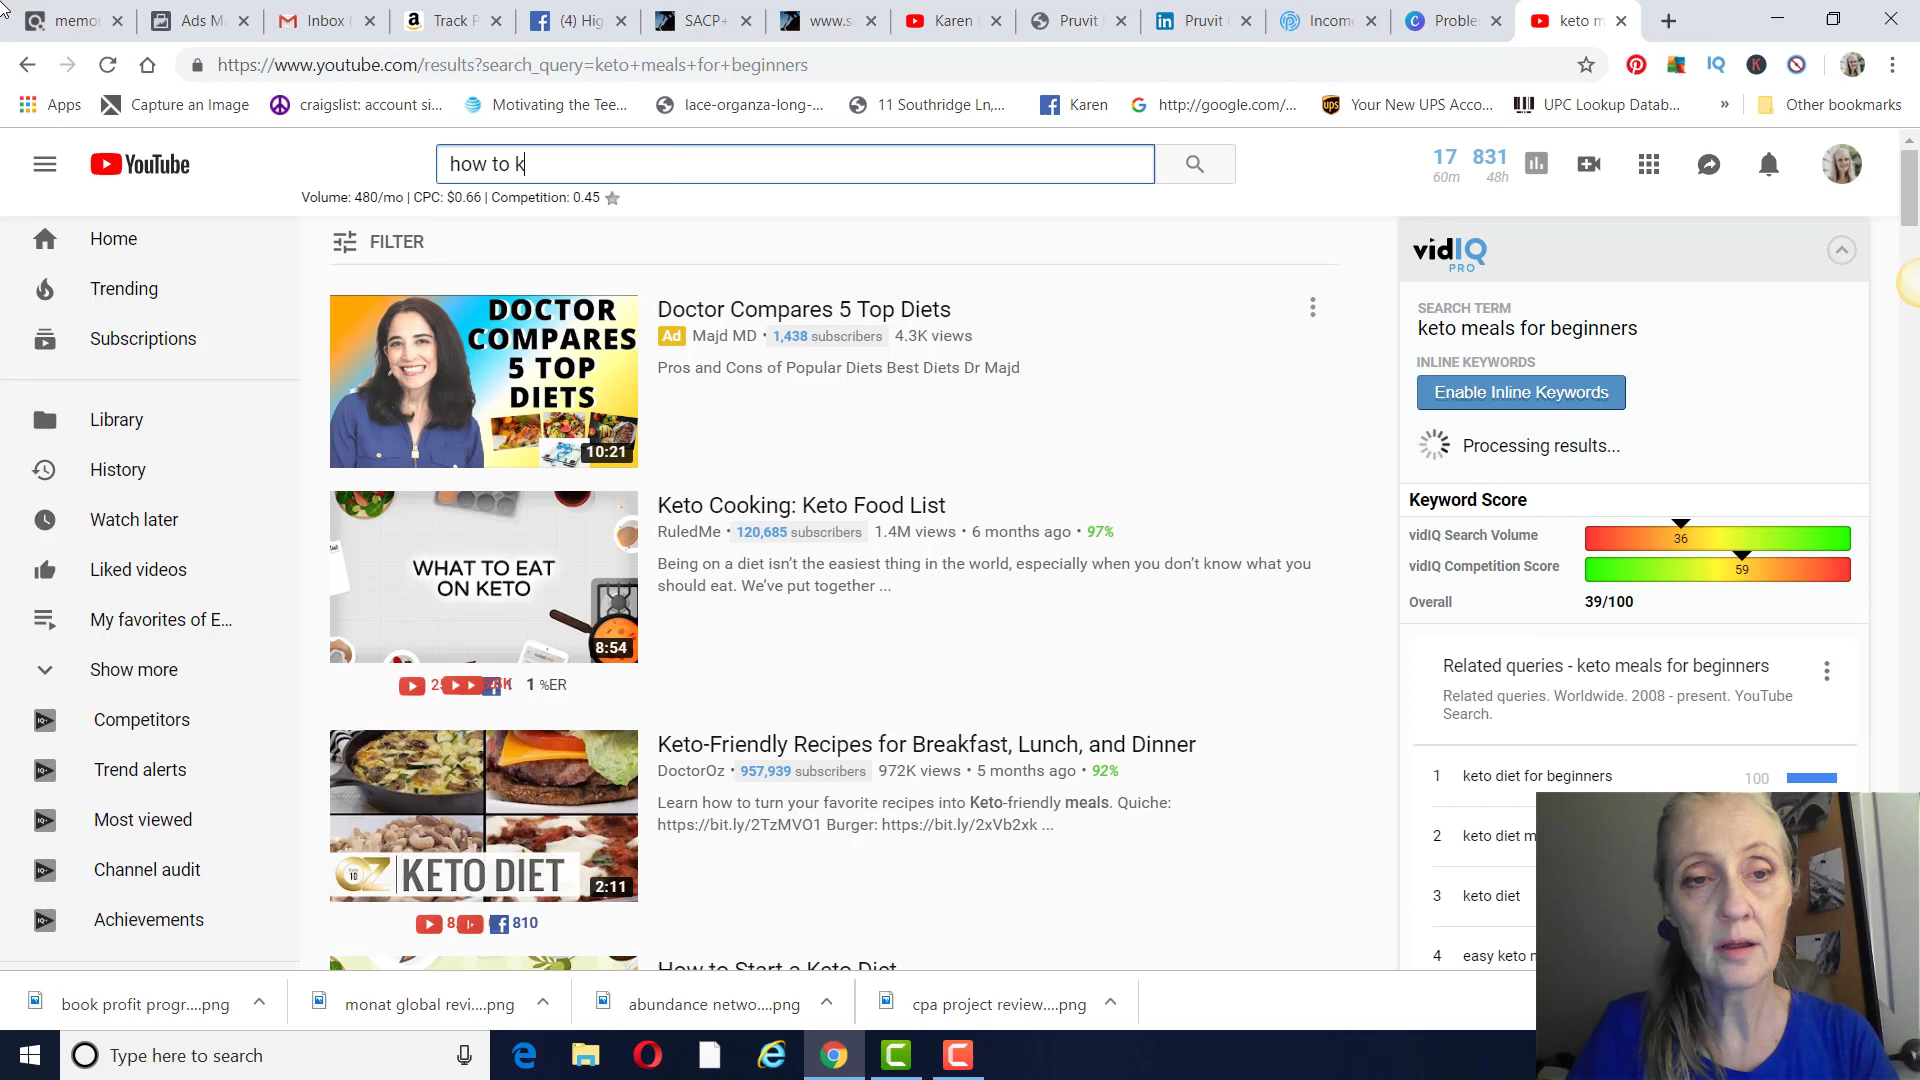 memo
Ads M
Inbox (
Track P
(4) Hig
SACP+
www.s
Karen
Pruvit
Pruvit
Incom
Proble
keto m
https://www.youtube.com/results?search_query=keto+meals+for+beginners
Apps
Capture an Image
craigslist: account si...
Motivating the Tee...
lace-organza-long-...
11 Southridge Ln,...
Karen
http://google.com/...
Your New UPS Acco...
UPC Lookup Datab...
»
Other bookmarks
YouTube
how to k
17 831
60m 48h
Volume: 480/mo | CPC: $0.66 | Competition: 0.45
Home
Trending
Subscriptions
Library
History
Watch later
Liked videos
My favorites of E...
Show more
Competitors
Trend alerts
Most viewed
Channel audit
Achievements
FILTER
DOCTOR
COMPARES
5 TOP
DIETS
10:21
Doctor Compares 5 Top Diets
Ad Majd MD • 1,438 subscribers 4.3K views
Pros and Cons of Popular Diets Best Diets Dr Majd
WHAT TO EAT
ON KETO
8:54
Keto Cooking: Keto Food List
RuledMe • 120,685 subscribers 1.4M views • 6 months ago • 97%
Being on a diet isn't the easiest thing in the world, especially when you don't know what you
should eat. We've put together ...
1 %ER
OZ KETO DIET
2:11
Keto-Friendly Recipes for Breakfast, Lunch, and Dinner
DoctorOz • 957,939 subscribers 972K views • 5 months ago • 92%
Learn how to turn your favorite recipes into Keto-friendly meals. Quiche:
https://bit.ly/2TzMVO1 Burger: https://bit.ly/2xVb2xk ...
810
How to Start a Keto Diet
vidIQ
PRO
SEARCH TERM
keto meals for beginners
INLINE KEYWORDS
Enable Inline Keywords
Processing results...
Keyword Score
vidIQ Search Volume
36
vidIQ Competition Score
59
Overall 39/100
Related queries - keto meals for beginners
Related queries. Worldwide. 2008 - present. YouTube
Search.
1 keto diet for beginners 100
2 keto diet m
3 keto diet
4 easy keto
book profit progr....png
monat global revi....png
abundance netwo....png
cpa project review....png
Type here to search